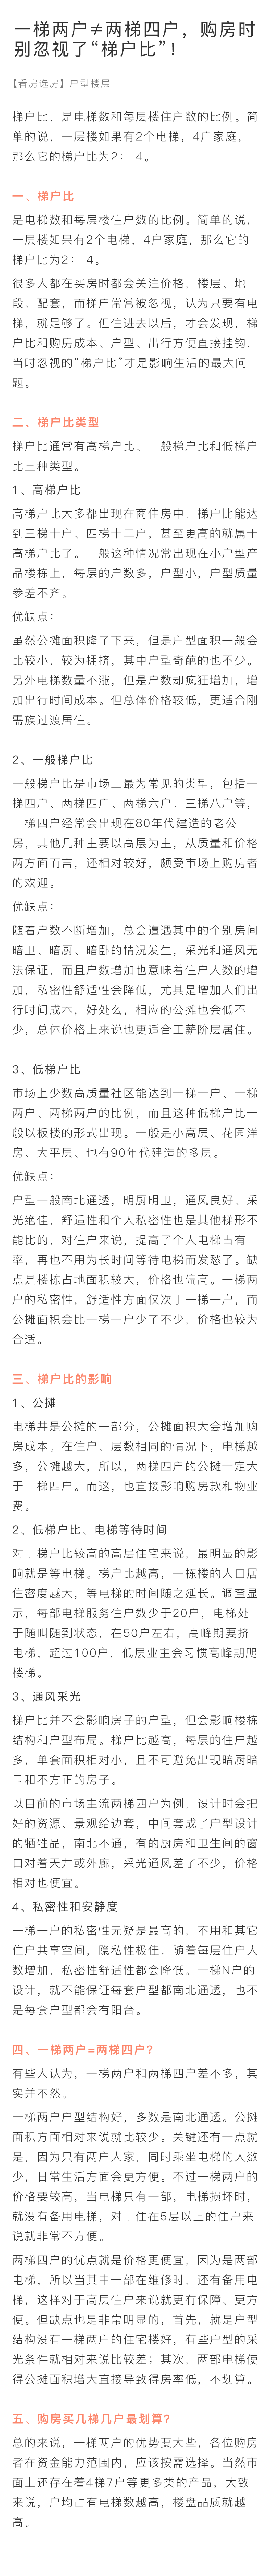 一梯两户≠两梯四户，购房时
别忽视了“梯户比”！
【看房选房】户型楼层
梯户比，是电梯数和每层楼住户数的比例。简
单的说，一层楼如果有2个电梯，4户家庭，
那么它的梯户比为2： 4。
一、梯户比
是电梯数和每层楼住户数的比例。简单的说，
一层楼如果有2个电梯，4户家庭，那么它的
梯户比为2： 4。
很多人都在买房时都会关注价格，楼层、地
段、配套，而梯户常常被忽视，认为只要有电
梯，就足够了。但住进去以后，才会发现，梯
户比和购房成本、户型、出行方便直接挂钩，
当时忽视的“梯户比”才是影响生活的最大问
题。
二、梯户比类型
梯户比通常有高梯户比、一般梯户比和低梯户
比三种类型。
1、高梯户比
高梯户比大多都出现在商住房中，梯户比能达
到三梯十户、四梯十二户，甚至更高的就属于
高梯户比了。一般这种情况常出现在小户型产
品楼栋上，每层的户数多，户型小，户型质量
参差不齐。
优缺点：
虽然公摊面积降了下来，但是户型面积一般会
比较小，较为拥挤，其中户型奇葩的也不少。
另外电梯数量不涨，但是户数却疯狂增加，增
加出行时间成本。但总体价格较低，更适合刚
需族过渡居住。
2、一般梯户比
一般梯户比是市场上最为常见的类型，包括一
梯四户、两梯四户、两梯六户、三梯八户等，
一梯四户经常会出现在80年代建造的老公
房，其他几种主要以高层为主，从质量和价格
两方面而言，还相对较好，颇受市场上购房者
的欢迎。
优缺点：
随着户数不断增加，总会遭遇其中的个别房间
暗卫、暗厨、暗卧的情况发生，采光和通风无
法保证，而且户数增加也意味着住户人数的增
加，私密性舒适性会降低，尤其是增加人们出
行时间成本，好处么，相应的公摊也会低不
少，总体价格上来说也更适合工薪阶层居住。
3、低梯户比
市场上少数高质量社区能达到一梯一户、一梯
两户、两梯两户的比例，而且这种低梯户比一
般以板楼的形式出现。一般是小高层、花园洋
房、大平层、也有90年代建造的多层。
优缺点：
户型一般南北通透，明厨明卫，通风良好、采
光绝佳，舒适性和个人私密性也是其他梯形不
能比的，对住户来说，提高了个人电梯占有
率，再也不用为长时间等待电梯而发愁了。缺
点是楼栋占地面积较大，价格也偏高。一梯两
户的私密性，舒适性方面仅次于一梯一户，而
公摊面积会比一梯一户少了不少，价格也较为
合适。
三、梯户比的影响
1、公摊
电梯井是公摊的一部分，公摊面积大会增加购
房成本。在住户、层数相同的情况下，电梯越
多，公摊越大，所以，两梯四户的公摊一定大
于一梯四户。而这，也直接影响购房款和物业
费。
2、低梯户比、电梯等待时间
对于梯户比较高的高层住宅来说，最明显的影
响就是等电梯。梯户比越高，一栋楼的人口居
住密度越大，等电梯的时间随之延长。调查显
示，每部电梯服务住户数少于20户，电梯处
于随叫随到状态，在50户左右，高峰期要挤
电梯，超过100户，低层业主会习惯高峰期爬
楼梯。
3、通风采光
梯户比并不会影响房子的户型，但会影响楼栋
结构和户型布局。梯户比越高，每层的住户越
多，单套面积相对小，且不可避免出现暗厨暗
卫和不方正的房子。
以目前的市场主流两梯四户为例，设计时会把
好的资源、景观给边套，中间套成了户型设计
的牺牲品，南北不通，有的厨房和卫生间的窗
口对着天井或外廊，采光通风差了不少，价格
相对也便宜。
4、私密性和安静度
一梯一户的私密性无疑是最高的，不用和其它
住户共享空间，隐私性极佳。随着每层住户人
数增加，私密性舒适性都会降低。一梯N户的
设计，就不能保证每套户型都南北通透，也不
是每套户型都会有阳台。
四、一梯两户=两梯四户？
有些人认为，一梯两户和两梯四户差不多，其
实并不然。
一梯两户户型结构好，多数是南北通透。公摊
面积方面相对来说就比较少。关键还有一点就
是，因为只有两户人家，同时乘坐电梯的人数
少，日常生活方面会更方便。不过一梯两户的
价格要较高，当电梯只有一部，电梯损坏时，
就没有备用电梯，对于住在5层以上的住户来
说就非常不方便。
两梯四户的优点就是价格更便宜，因为是两部
电梯，所以当其中一部在维修时，还有备用电
梯，这样对于高层住户来说就更有保障、更方
便。但缺点也是非常明显的，首先，就是户型
结构没有一梯两户的住宅楼好，有些户型的采
光条件就相对来说比较差；其次，两部电梯使
得公摊面积增大直接导致得房率低，不划算。
五、购房买几梯几户最划算？
总的来说，一梯两户的优势要大些，各位购房
者在资金能力范围内，应该按需选择。当然市
面上还存在着4梯7户等更多类的产品，大致
来说，户均占有电梯数越高，楼盘品质就越
高。